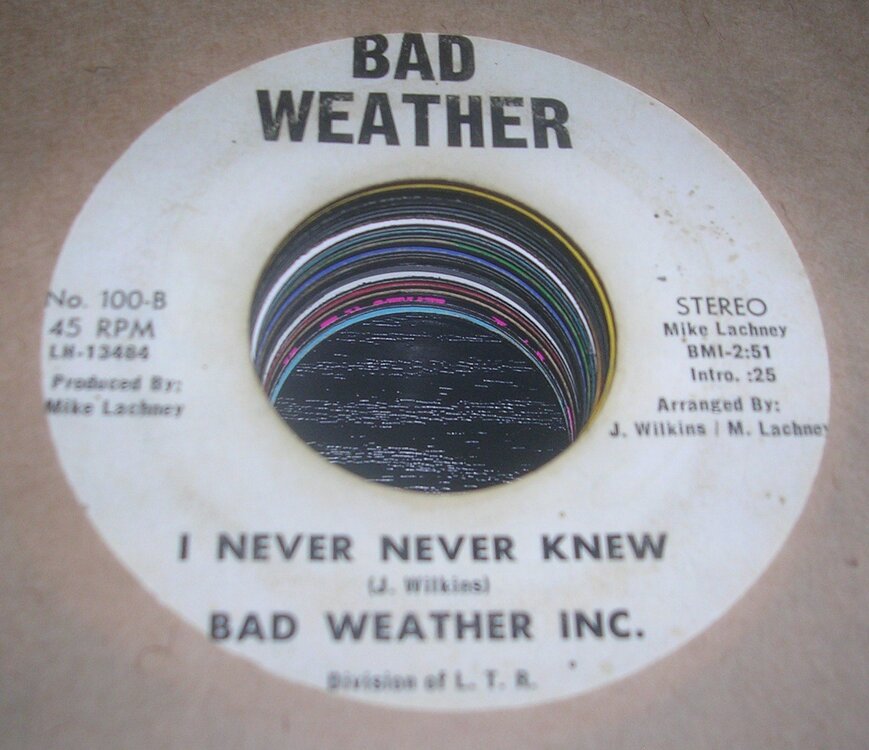 BAD
WEATHER
No. 100-B
45 RPM
LH-13484
Produced By:
Mike Lachney
STEREO
Mike Lachney
BMI-2:51
Intro. :25
Arranged By:
J. Wilkins / M. Lachney
I NEVER NEVER KNEW
(J. Wilkins)
BAD WEATHER INC.
Division of L. T. R.